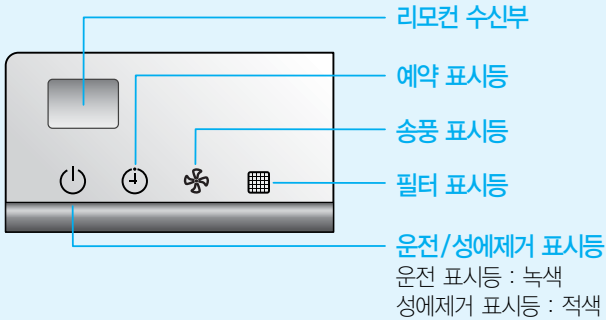 리모컨 수신부
예약 표시등
송풍 표시등
필터 표시등
운전/성에제거 표시등
운전 표시등 : 녹색
성에제거 표시등 : 적색